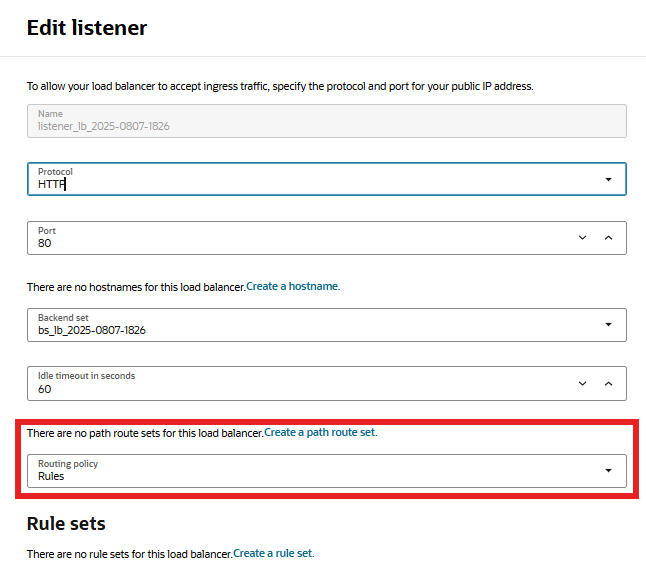 Edit listener
To allow your load balancer to accept ingress traffic, specify the protocol and port for your public IP address.
Name
listener_lb_2025-0807-1826
Protocol
HTTP
Port
80
There are no hostnames for this load balancer.Create a hostname.
Backend set
bs_lb_2025-0807-1826
Idle timeout in seconds
60
There are no path route sets for this load balancer.Create a path route set.
Routing policy
Rules
Rule sets
There are no rule sets for this load balancer.Create a rule set.